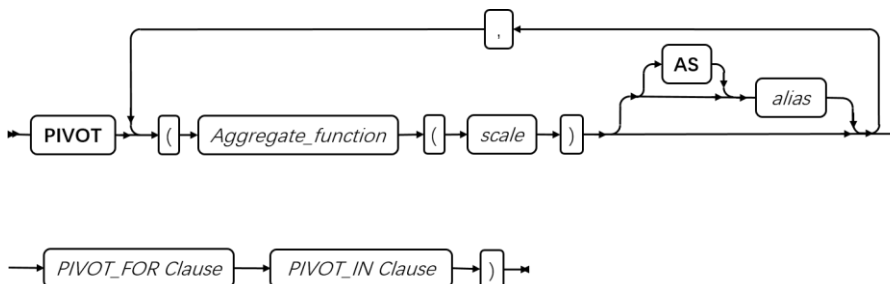 ,
AS
alias
PIVOT ( Aggregate_function ( scale )
PIVOT_FOR Clause PIVOT_IN Clause )